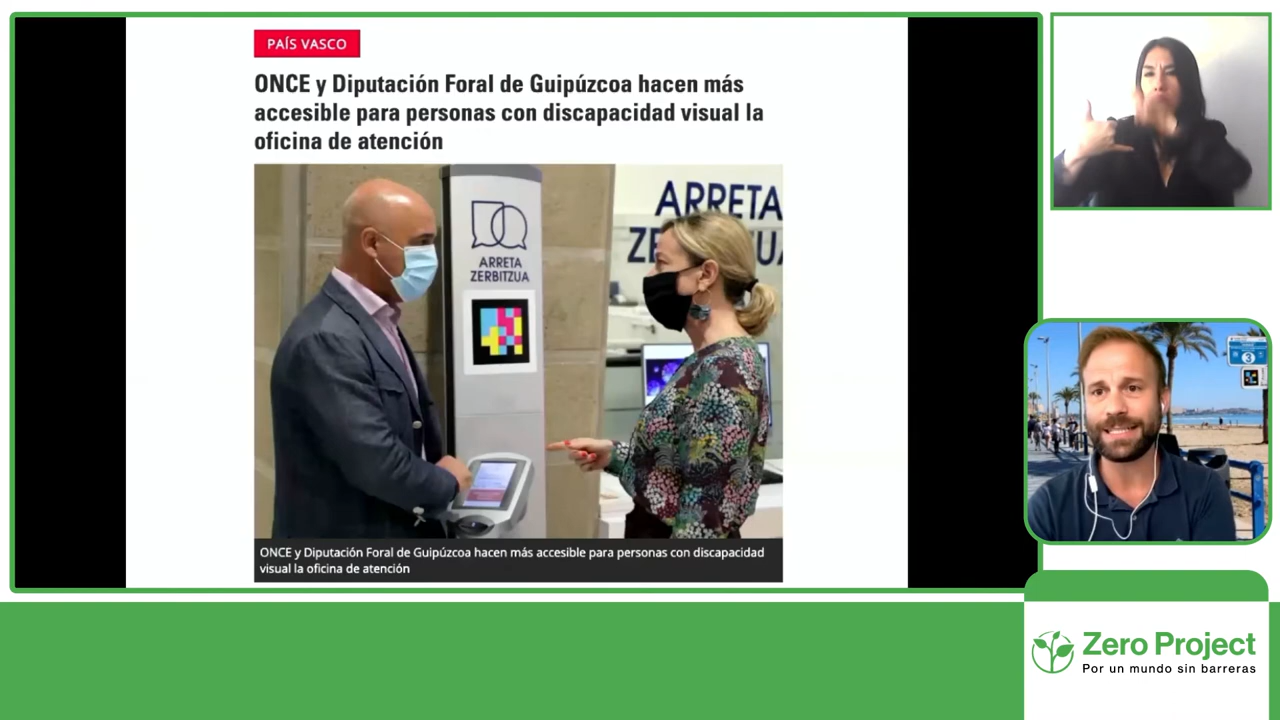 PAÍS VASCO
ONCE y Diputación Foral de Guipúzcoa hacen más
accesible para personas con discapacidad visual la
oficina de atención
ARRETA
ZERBITZUA
ARRETA
ZERBITZUA
ONCE y Diputación Foral de Guipúzcoa hacen más accesible para personas con discapacidad
visual la oficina de atención
3
Zero Project
Por un mundo sin barreras